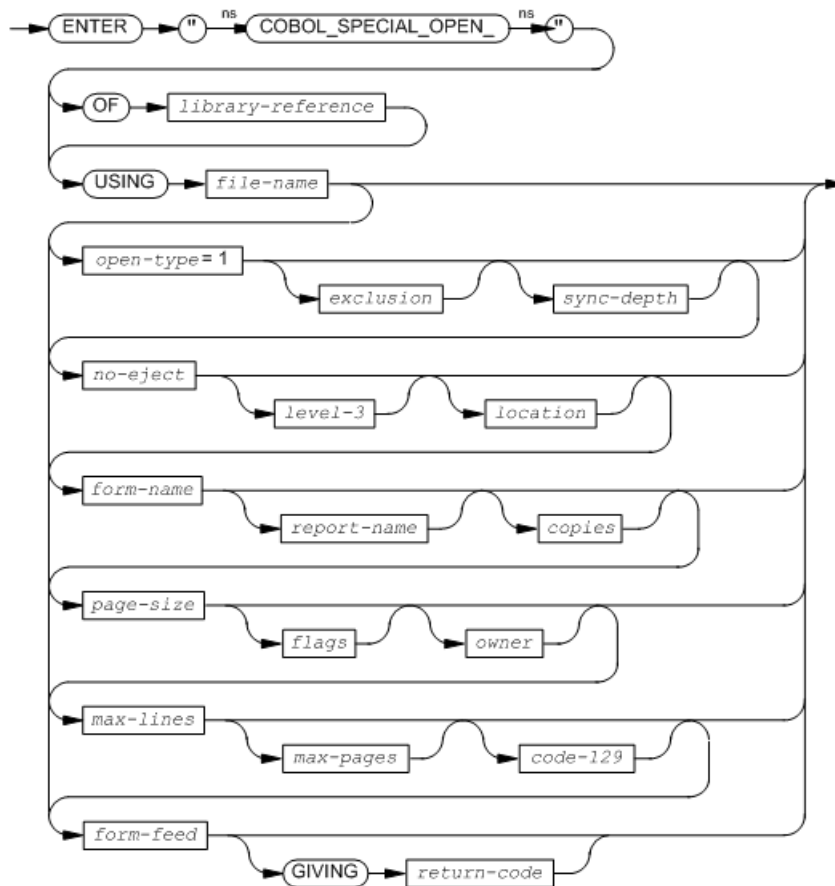 ns ns
ENTER " COBOL_SPECIAL_OPEN_ "
OF library-reference
USING file-name
open-type = 1
exclusion sync-depth
no-eject
level-3 location
form-name
report-name copies
page-size
flags owner
max-lines
max-pages code-129
form-feed
GIVING return-code